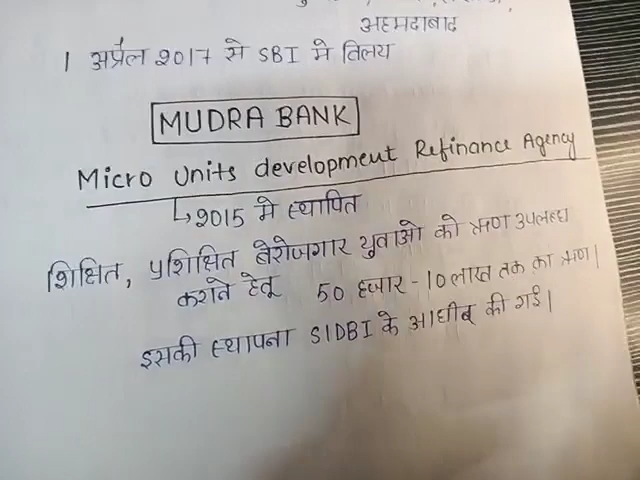 अहमदाबाद
1 अप्रैल 2017 से SBI मे विलय
MUDRA BANK
Micro Units development Refinance Agency
↳ 2015 मे स्थापित
शिक्षित, प्रशिक्षित बेरोजगार युवाओ को ऋण उपलब्ध
कराने हेतू 50 हजार - 10 लाख तक का ऋण।
इसकी स्थापना SIDBI के आधीन की गई।